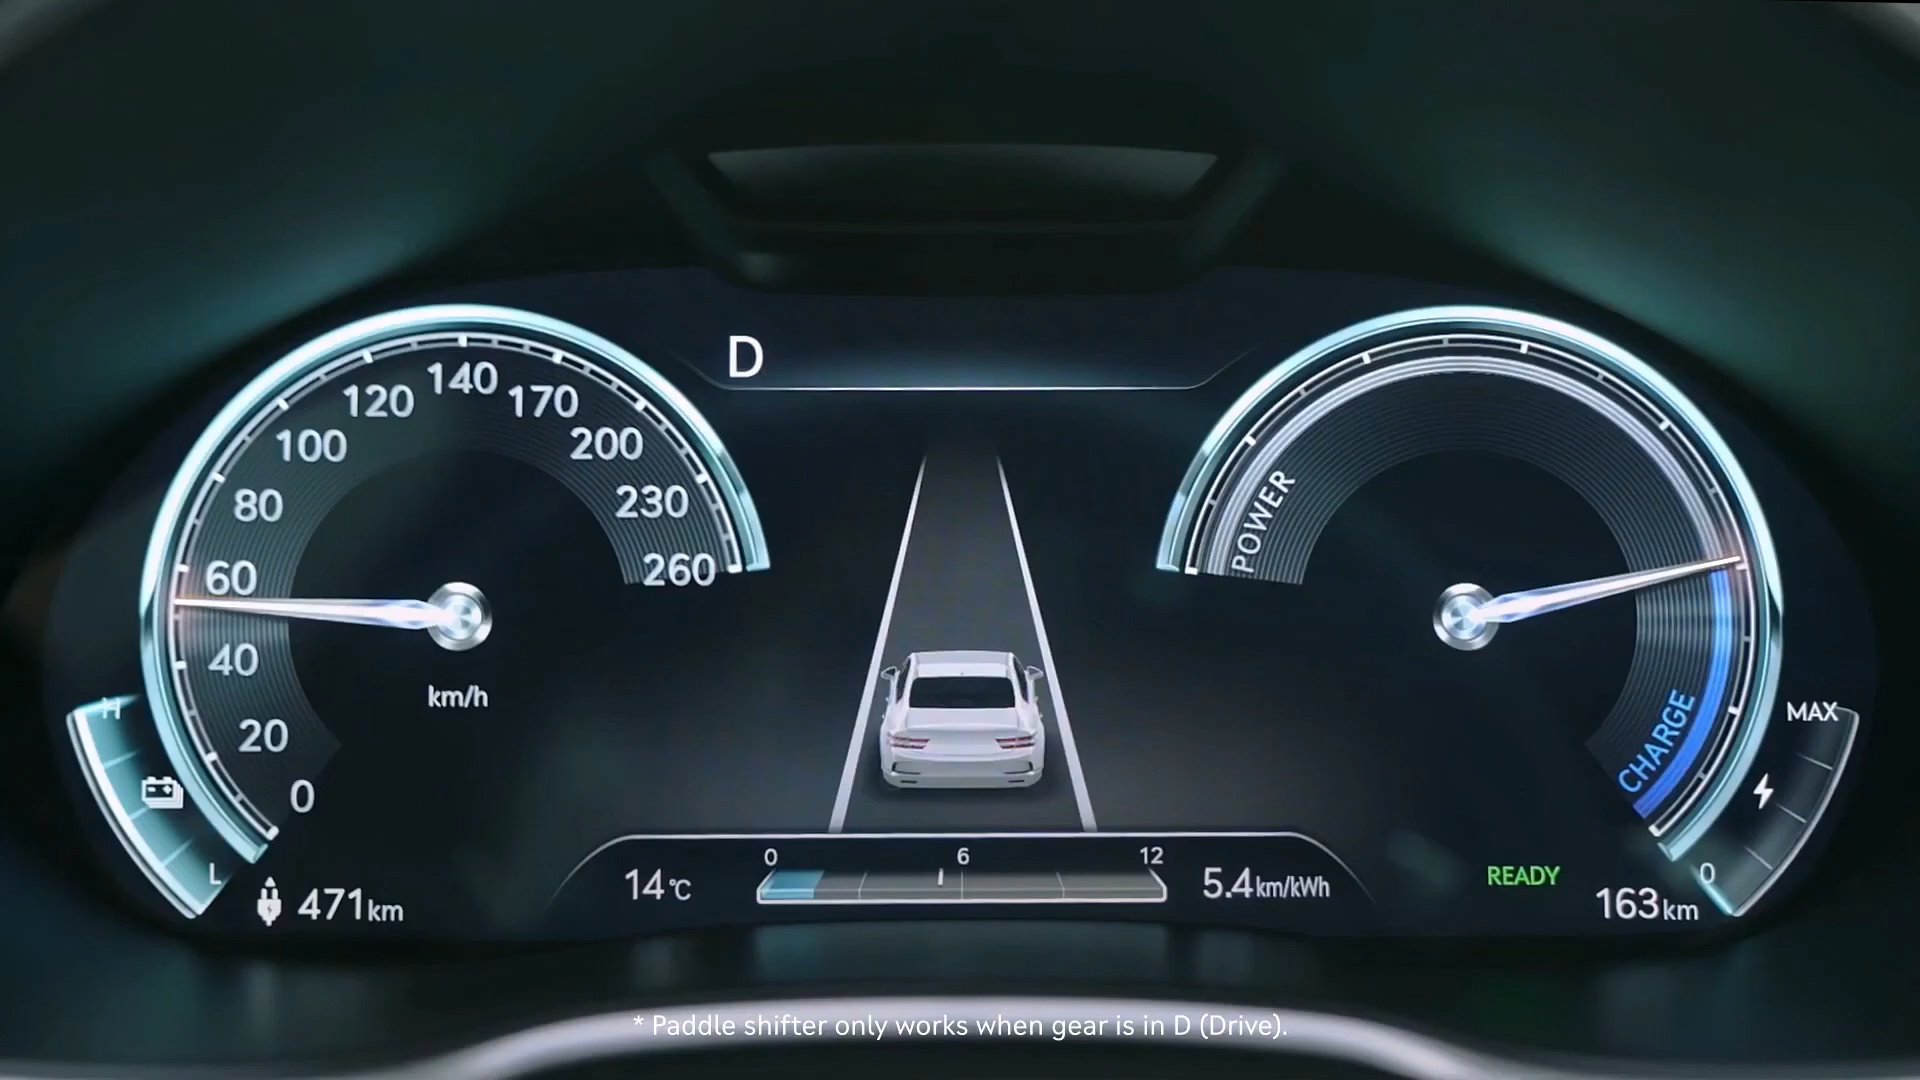 D
140
120
170
100
200
80
230
60
260
40
km/h
20
0
H
L
471km
POWER
CHARGE
MAX
0
0 6 12
14°C
5.4km/kWh
READY
163km
* Paddle shifter only works when gear is in D (Drive).